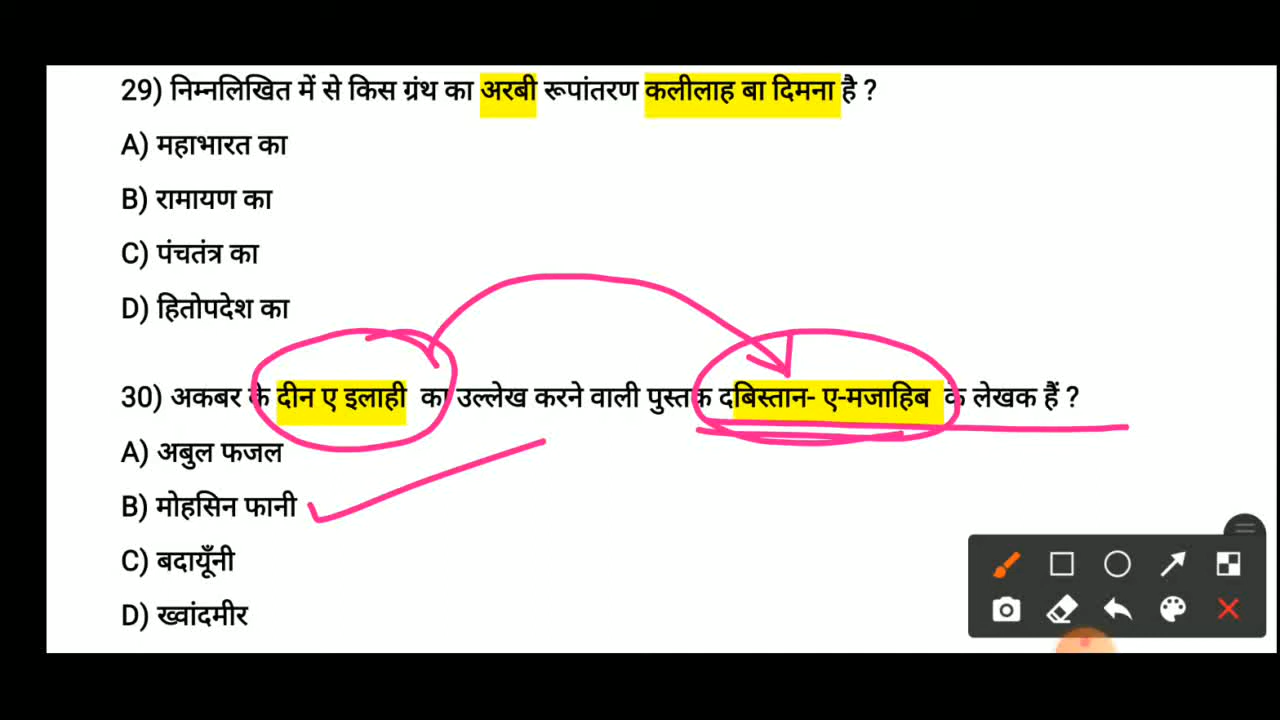 29) निम्नलिखित में से किस ग्रंथ का अरबी रूपांतरण कलीलाह बा दिमना है ?
A) महाभारत का
B) रामायण का
C) पंचतंत्र का
D) हितोपदेश का
30) अकबर के दीन ए इलाही का उल्लेख करने वाली पुस्तक दबिस्तान- ए-मजाहिब के लेखक हैं ?
A) अबुल फजल
B) मोहसिन फानी
C) बदायूँनी
D) ख्वांदमीर